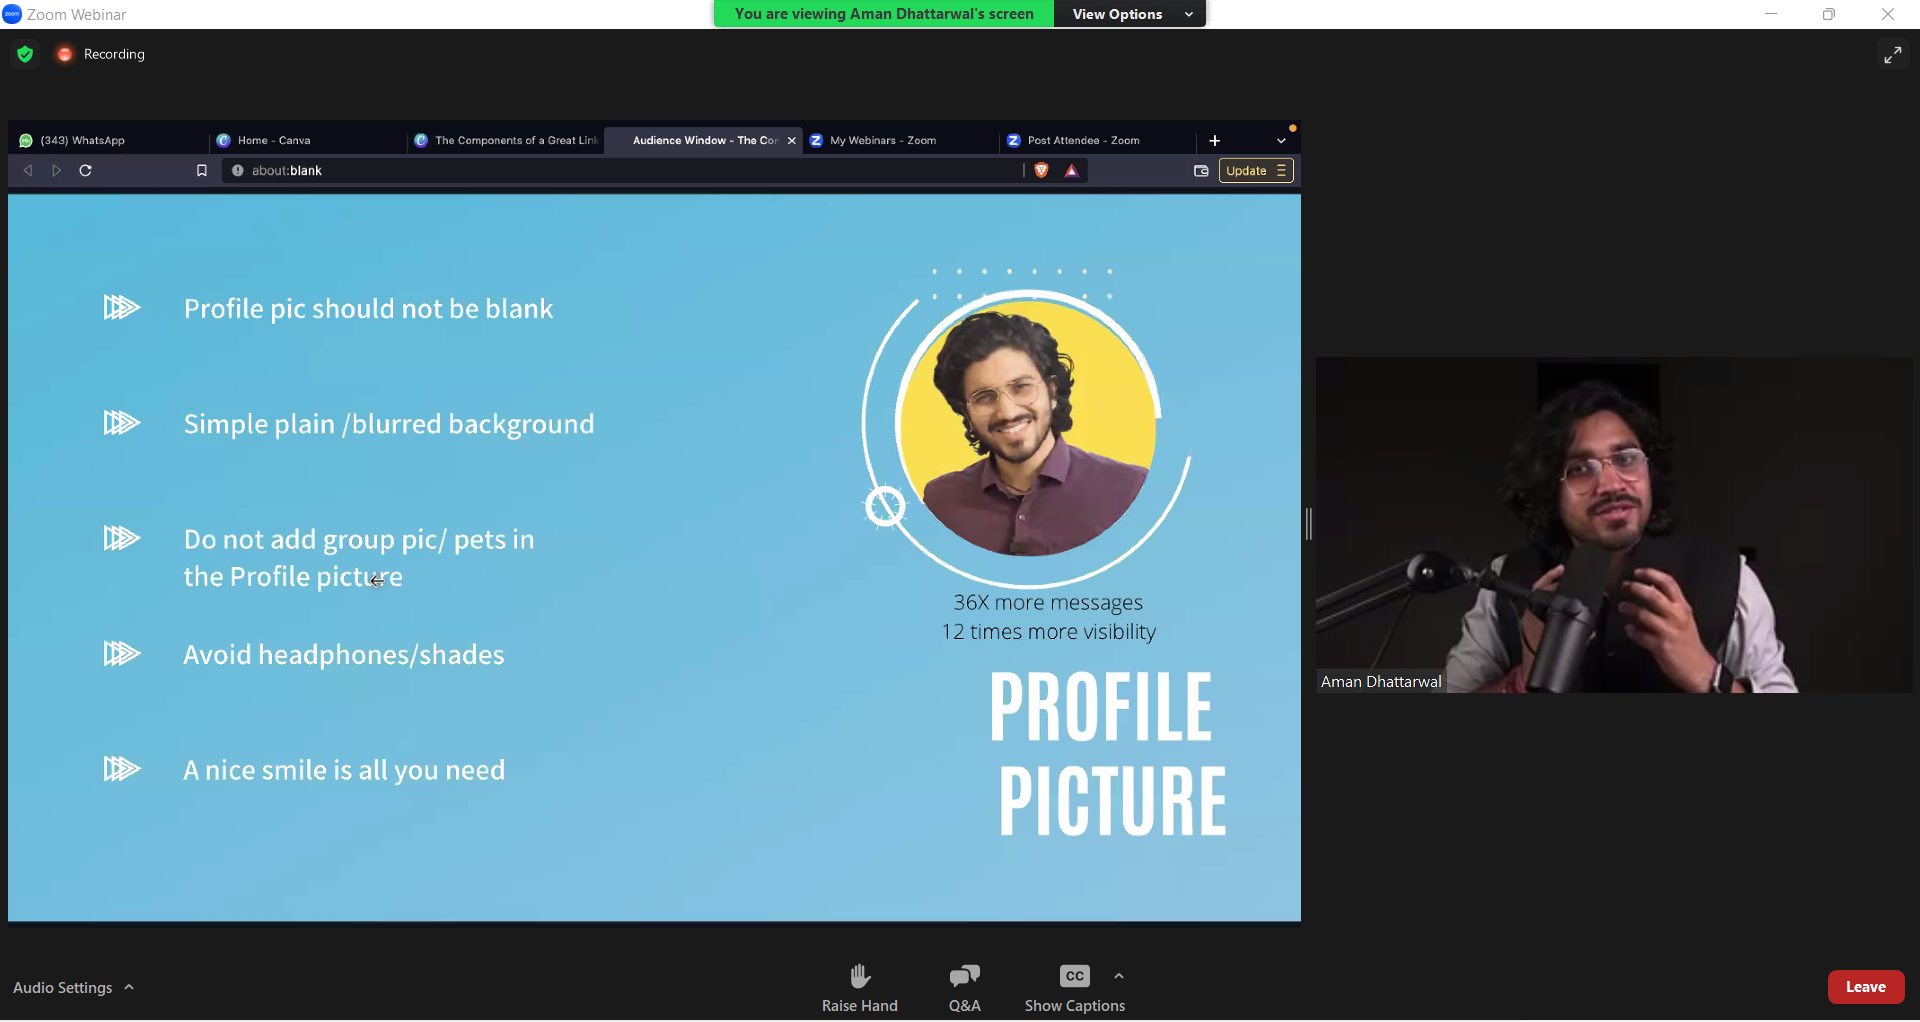 zoom
Zoom Webinar
You are viewing Aman Dhattarwal's screen
View Options
Recording
(343) WhatsApp
Home - Canva
The Components of a Great Link
Audience Window - The Cor
My Webinars - Zoom
Post Attendee - Zoom
about:blank
Update
Profile pic should not be blank
Simple plain /blurred background
Do not add group pic/ pets in
the Profile picture
Avoid headphones/shades
A nice smile is all you need
36X more messages
12 times more visibility
PROFILE
PICTURE
Aman Dhattarwal
Audio Settings
Raise Hand
Q&A
CC
Show Captions
Leave